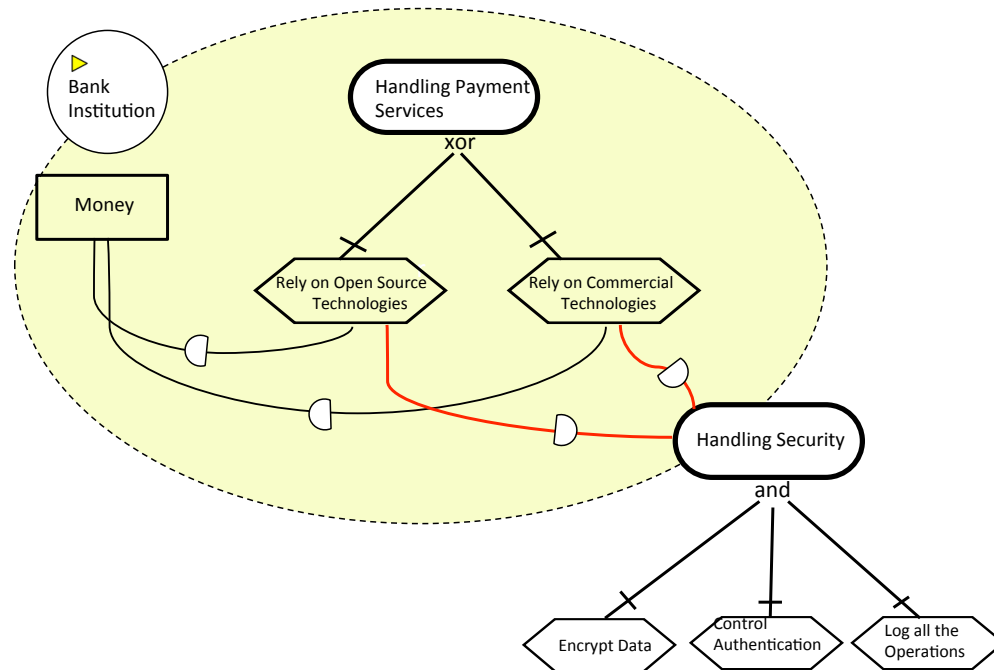 Bank
Institution
Handling Payment
Services
xor
Money
Rely on Open Source
Technologies
Rely on Commercial
Technologies
Handling Security
and
Encrypt Data
Control
Authentication
Log all the
Operations